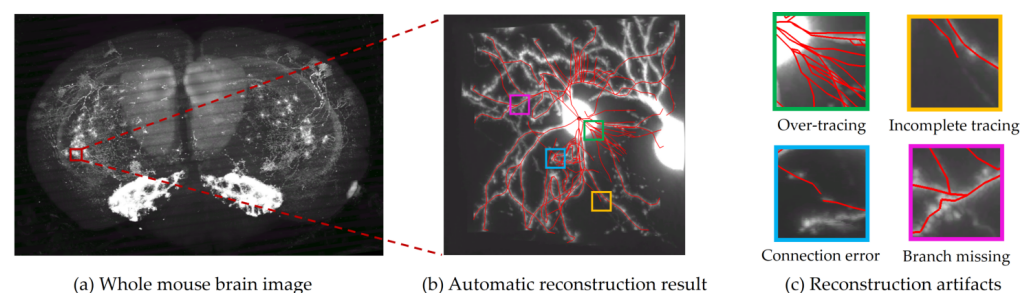 Over-tracing
Incomplete tracing
Connection error
Branch missing
(a) Whole mouse brain image
(b) Automatic reconstruction result
(c) Reconstruction artifacts